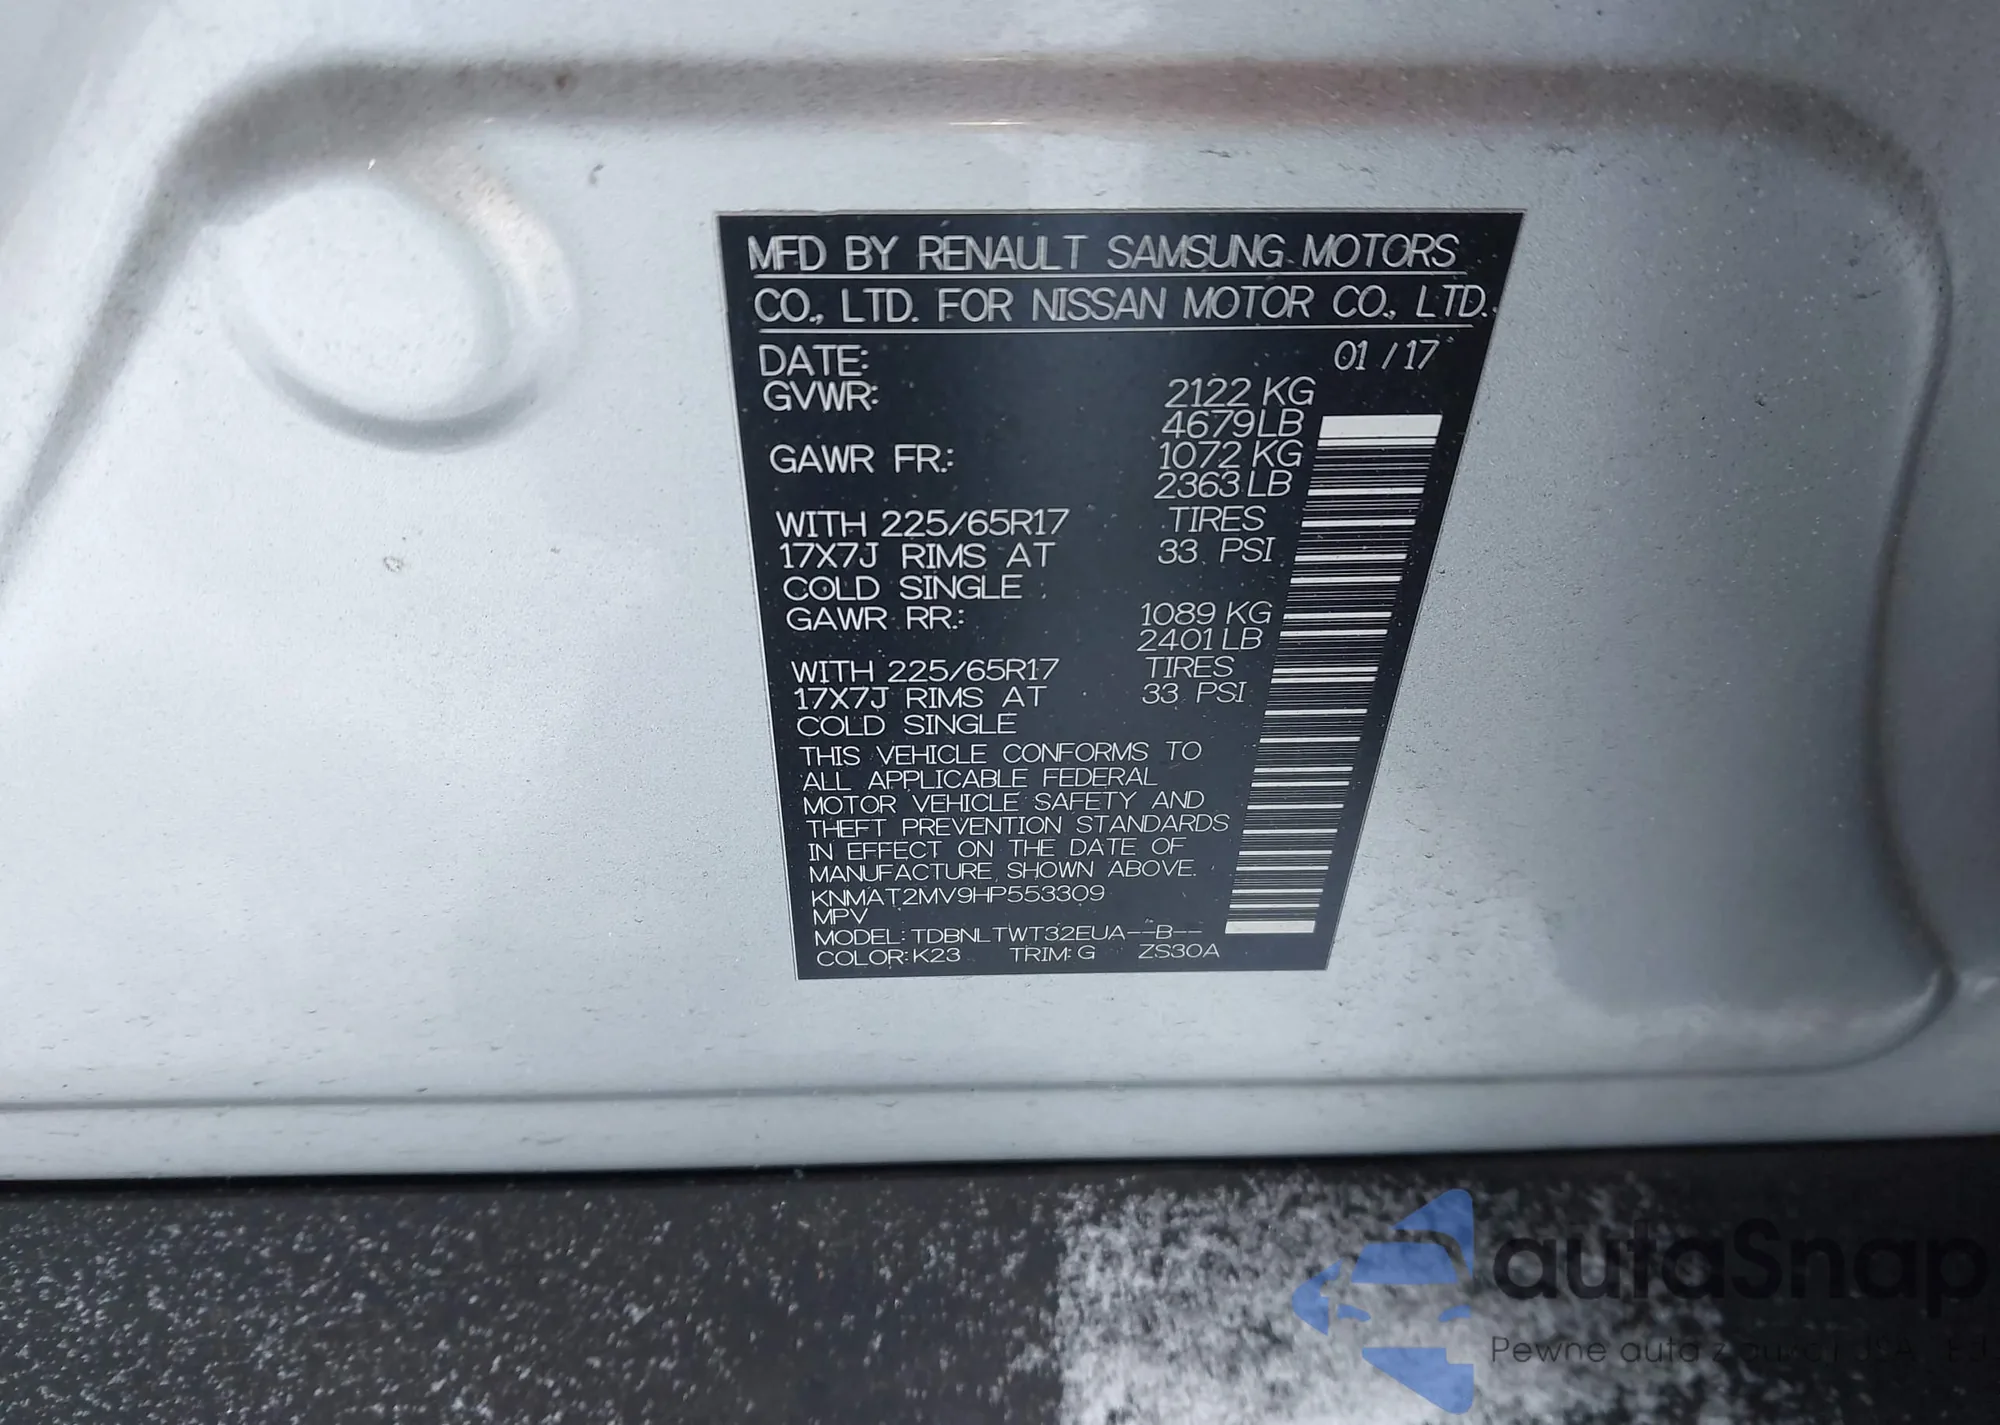 MFD BY RENAULT SAMSUNG MOTORS
CO., LTD. FOR NISSAN MOTOR CO., LTD.
DATE: 01 / 17
GVWR: 2122 KG
4679 LB
GAWR FR.: 1072 KG
2363 LB
WITH 225/65R17 TIRES
17X7J RIMS AT 33 PSI
COLD SINGLE
GAWR RR.: 1089 KG
2401 LB
WITH 225/65R17 TIRES
17X7J RIMS AT 33 PSI
COLD SINGLE
THIS VEHICLE CONFORMS TO
ALL APPLICABLE FEDERAL
MOTOR VEHICLE SAFETY AND
THEFT PREVENTION STANDARDS
IN EFFECT ON THE DATE OF
MANUFACTURE, SHOWN ABOVE.
KNMAT2MV9HP553309
MPV
MODEL: TDBNLTWT32EUA--B--
COLOR: K23 TRIM: G ZS30A
autaSnap
Pewne auta z